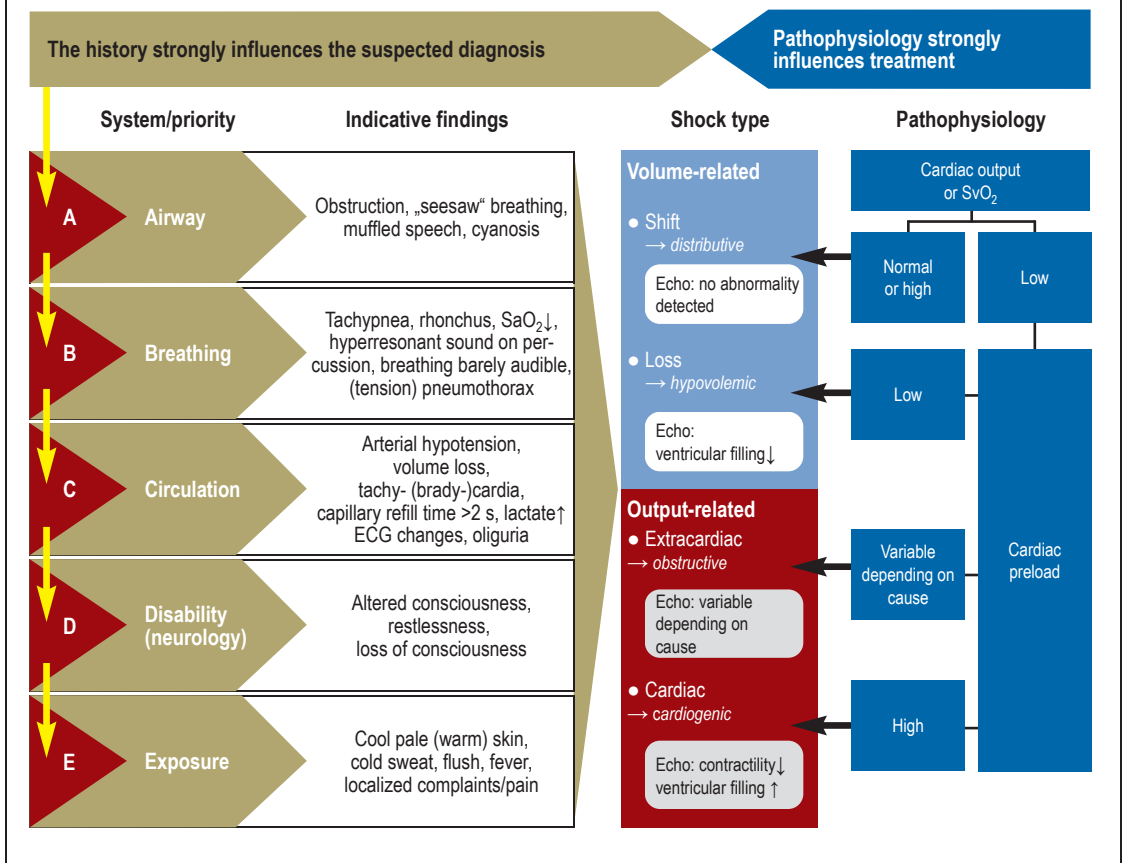 The history strongly influences the suspected diagnosis
Pathophysiology strongly
influences treatment
System/priority
Indicative findings
Shock type
Pathophysiology
A
Airway
Obstruction, „seesaw“ breathing,
muffled speech, cyanosis
B
Breathing
Tachypnea, rhonchus, SaO₂↓,
hyperresonant sound on per-
cussion, breathing barely audible,
(tension) pneumothorax
C
Circulation
Arterial hypotension,
volume loss,
tachy- (brady-)cardia,
capillary refill time >2 s, lactate↑
ECG changes, oliguria
D
Disability
(neurology)
Altered consciousness,
restlessness,
loss of consciousness
E
Exposure
Cool pale (warm) skin,
cold sweat, flush, fever,
localized complaints/pain
Volume-related
● Shift
→ distributive
Echo: no abnormality
detected
● Loss
→ hypovolemic
Echo:
ventricular filling↓
Output-related
● Extracardiac
→ obstructive
Echo: variable
depending on
cause
● Cardiac
→ cardiogenic
Echo: contractility↓
ventricular filling ↑
Cardiac output
or SvO₂
Normal
or high
Low
Low
Variable
depending on
cause
High
Cardiac
preload